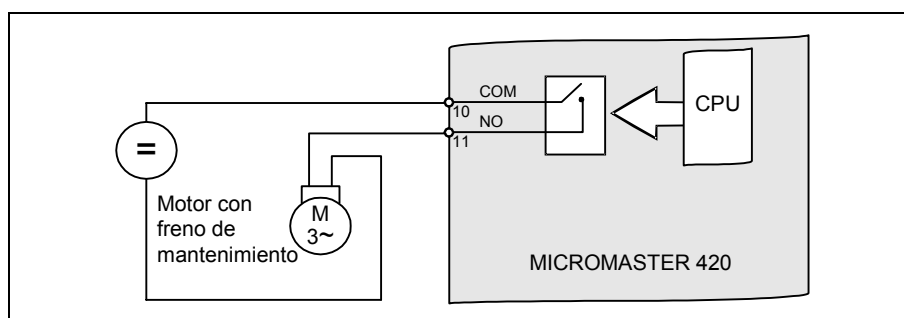 COM
10
NO
11
CPU
=
Motor con
freno de
mantenimiento
M
3~
MICROMASTER 420